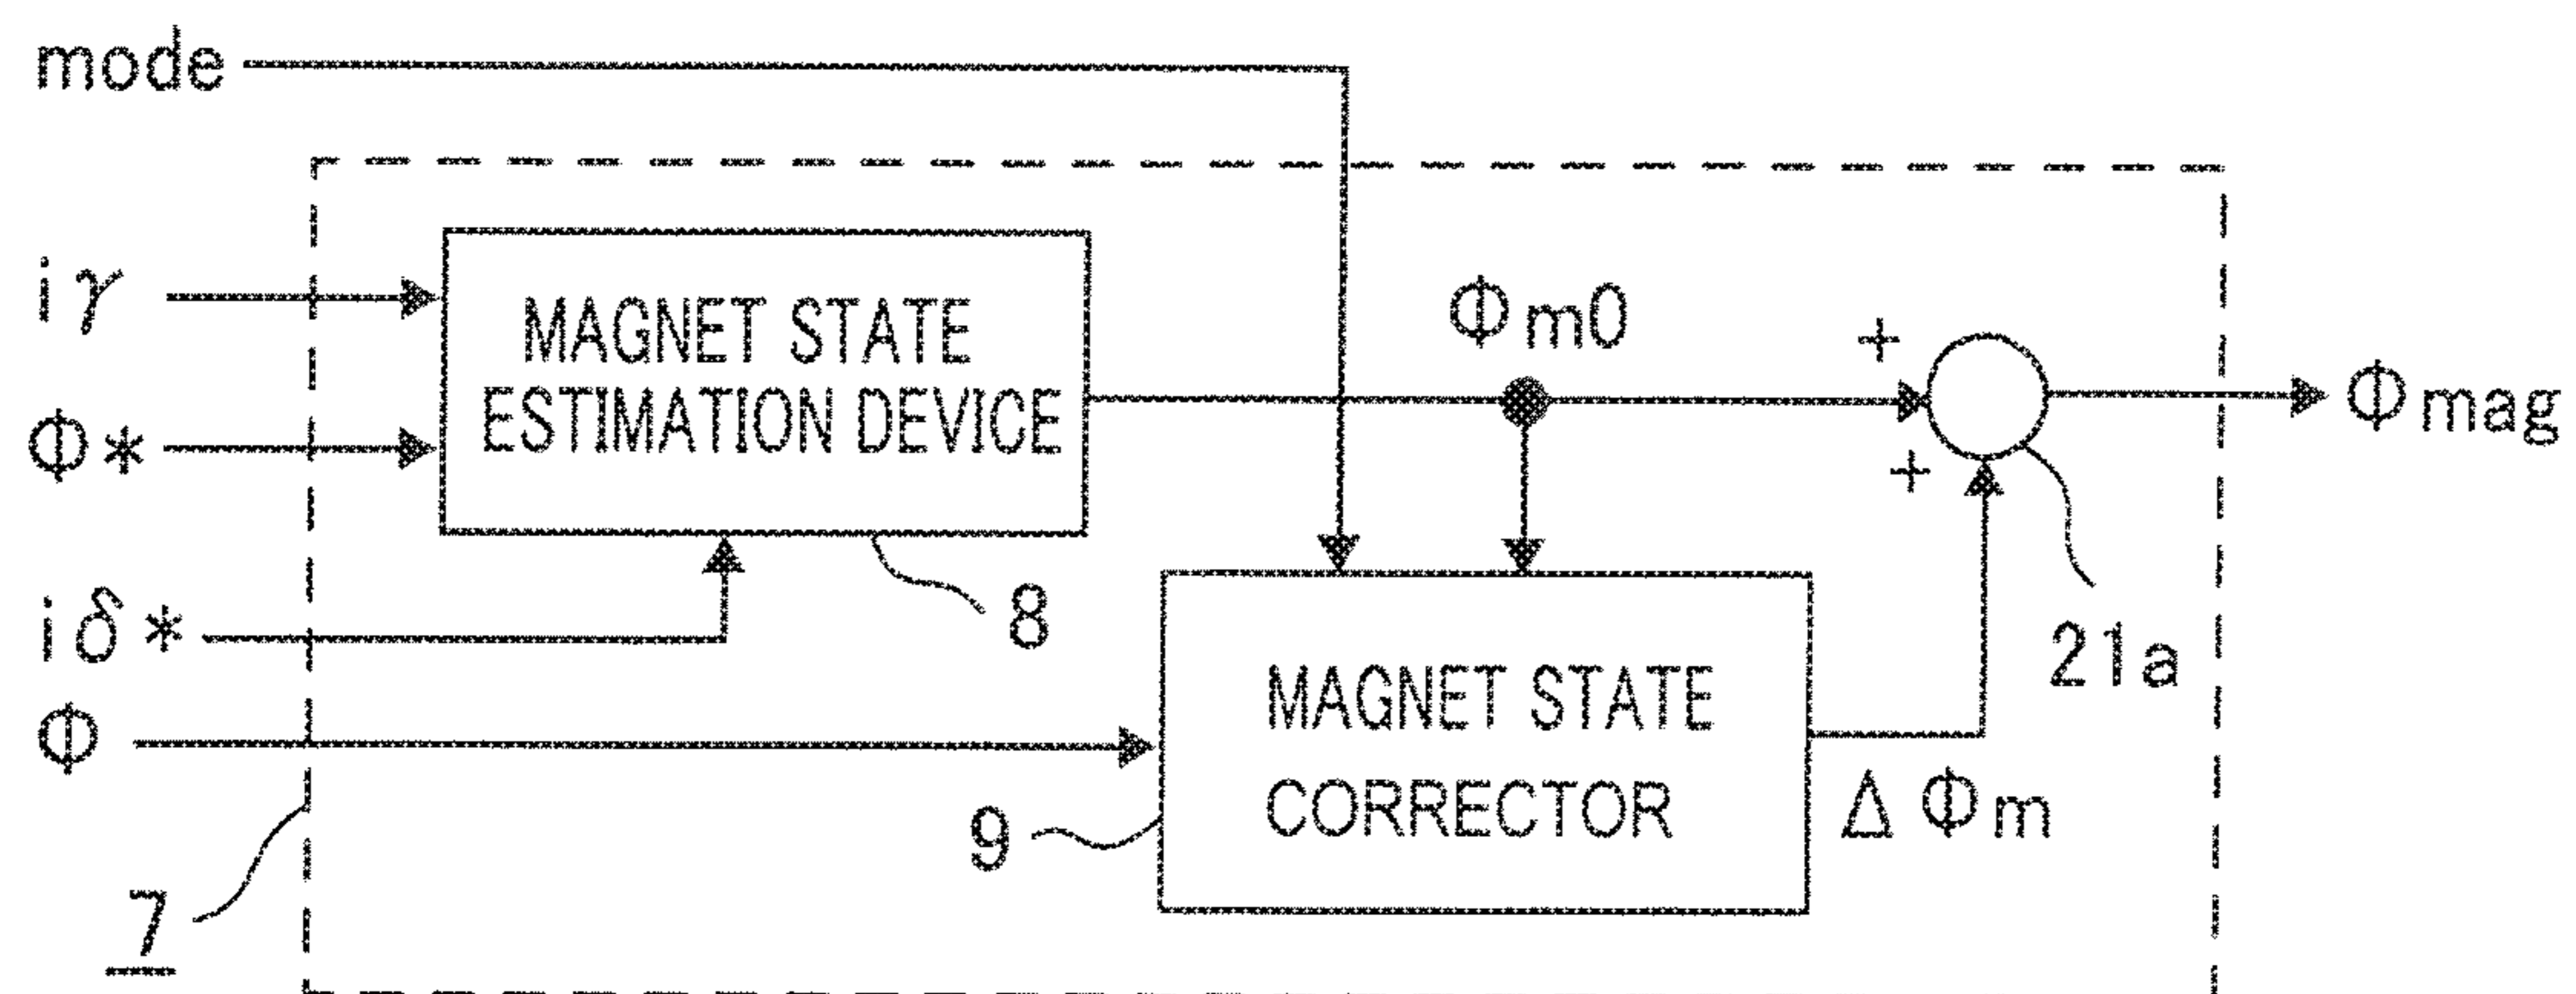 mode
iγ
MAGNET STATE
ESTIMATION DEVICE
Φm0
+
Φ*
Φmag
+
iδ*
8
21a
Φ
MAGNET STATE
CORRECTOR
ΔΦm
9
7